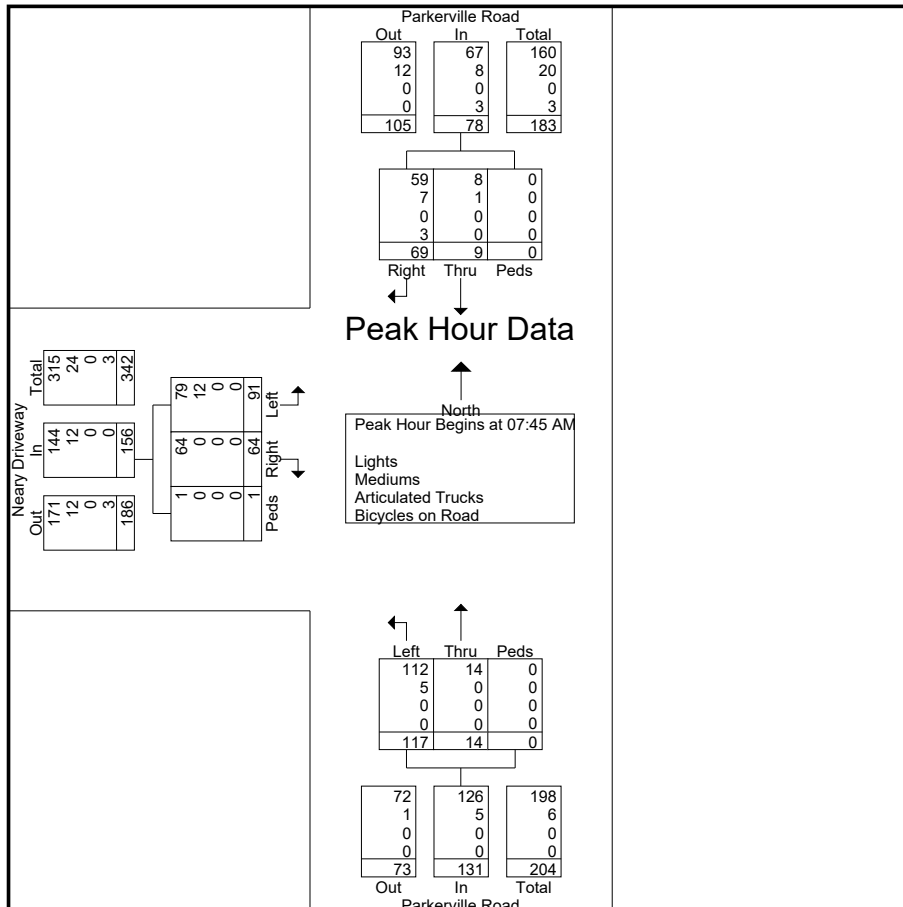 Parkerville Road
Out In Total
93 67 160
12 8 20
0 0 0
0 3 3
105 78 183
59 8 0
7 1 0
0 0 0
3 0 0
69 9 0
Right Thru Peds
Peak Hour Data
North
Peak Hour Begins at 07:45 AM
Lights
Mediums
Articulated Trucks
Bicycles on Road
Neary Driveway
Out In Total
171 144 315
12 12 24
0 0 0
3 0 3
186 156 342
1 64 79
0 0 12
0 0 0
0 0 0
1 64 91
Peds Right Left
Left Thru Peds
112 14 0
5 0 0
0 0 0
0 0 0
117 14 0
72 126 198
1 5 6
0 0 0
0 0 0
73 131 204
Out In Total
Parkerville Road